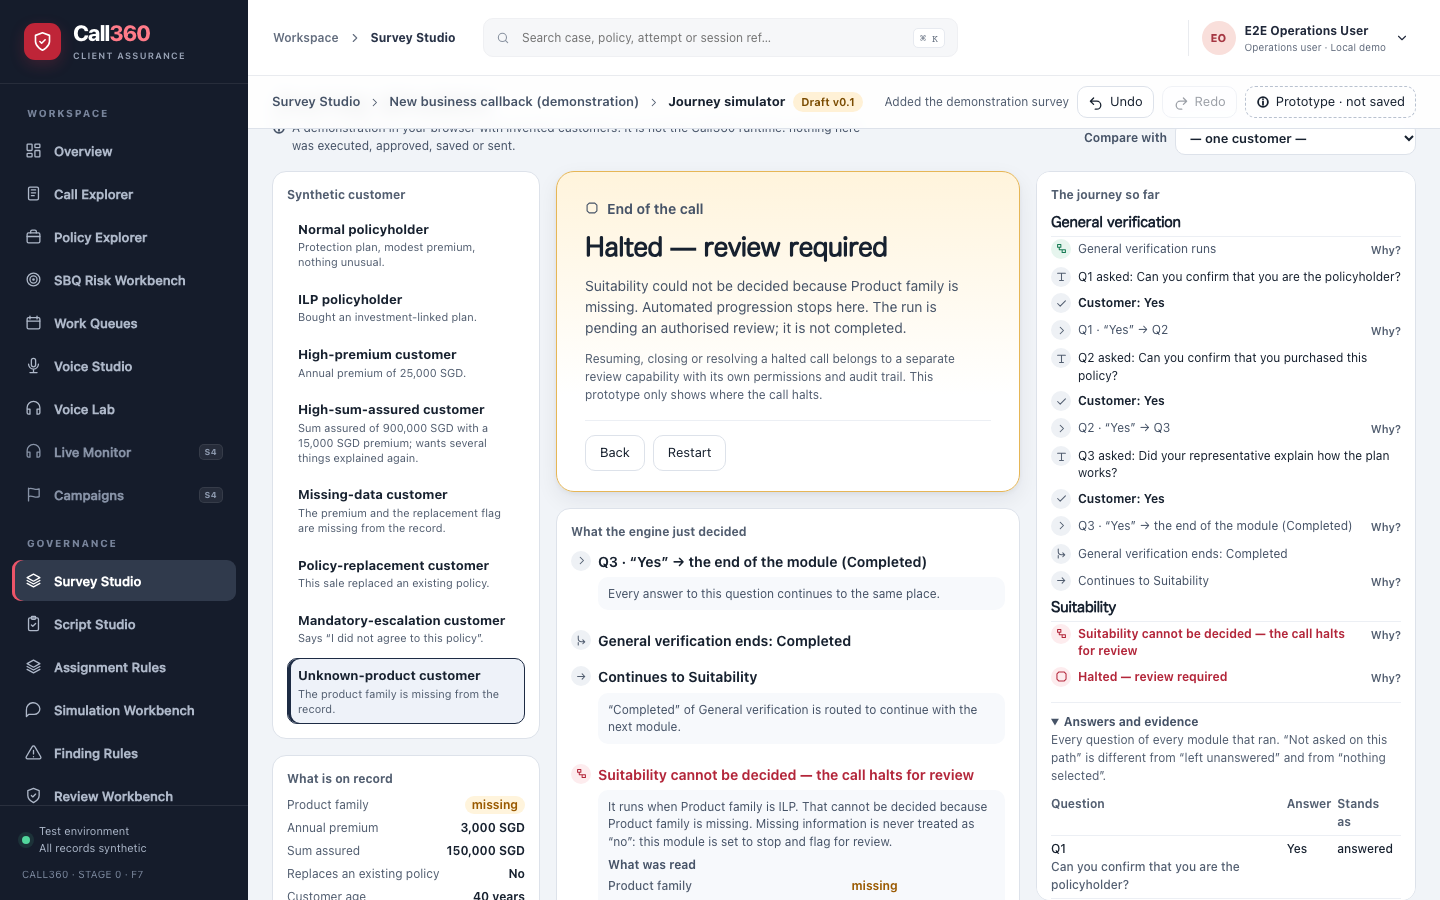 Call360
CLIENT ASSURANCE
WORKSPACE
Overview
Call Explorer
Policy Explorer
SBQ Risk Workbench
Work Queues
Voice Studio
Voice Lab
Live Monitor S4
Campaigns S4
GOVERNANCE
Survey Studio
Script Studio
Assignment Rules
Simulation Workbench
Finding Rules
Review Workbench
Test environment
All records synthetic
CALL360 · STAGE 0 · F7
Workspace > Survey Studio
Search case, policy, attempt or session ref...
⌘ K
EO
E2E Operations User
Operations user · Local demo
Survey Studio > New business callback (demonstration) > Journey simulator Draft v0.1
Added the demonstration survey
Undo
Redo
Prototype · not saved
A demonstration in your browser with invented customers. It is not the Call360 runtime: nothing here
was executed, approved, saved or sent.
Compare with — one customer —
Synthetic customer
Normal policyholder
Protection plan, modest premium,
nothing unusual.
ILP policyholder
Bought an investment-linked plan.
High-premium customer
Annual premium of 25,000 SGD.
High-sum-assured customer
Sum assured of 900,000 SGD with a
15,000 SGD premium; wants several
things explained again.
Missing-data customer
The premium and the replacement flag
are missing from the record.
Policy-replacement customer
This sale replaced an existing policy.
Mandatory-escalation customer
Says “I did not agree to this policy”.
Unknown-product customer
The product family is missing from the
record.
What is on record
Product family missing
Annual premium 3,000 SGD
Sum assured 150,000 SGD
Replaces an existing policy No
Customer age 40 years
End of the call
Halted — review required
Suitability could not be decided because Product family is
missing. Automated progression stops here. The run is
pending an authorised review; it is not completed.
Resuming, closing or resolving a halted call belongs to a separate
review capability with its own permissions and audit trail. This
prototype only shows where the call halts.
Back
Restart
What the engine just decided
Q3 · “Yes” → the end of the module (Completed)
Every answer to this question continues to the same place.
General verification ends: Completed
Continues to Suitability
“Completed” of General verification is routed to continue with the
next module.
Suitability cannot be decided — the call halts for review
It runs when Product family is ILP. That cannot be decided because
Product family is missing. Missing information is never treated as
“no”: this module is set to stop and flag for review.
What was read
Product family missing
The journey so far
General verification
General verification runs Why?
Q1 asked: Can you confirm that you are the policyholder?
Customer: Yes
Q1 · “Yes” → Q2 Why?
Q2 asked: Can you confirm that you purchased this
policy?
Customer: Yes
Q2 · “Yes” → Q3 Why?
Q3 asked: Did your representative explain how the plan
works?
Customer: Yes
Q3 · “Yes” → the end of the module (Completed) Why?
General verification ends: Completed
Continues to Suitability Why?
Suitability
Suitability cannot be decided — the call halts Why?
for review
Halted — review required Why?
▼ Answers and evidence
Every question of every module that ran. “Not asked on this
path” is different from “left unanswered” and from “nothing
selected”.
Question Answer Stands
as
Q1 Yes answered
Can you confirm that you are the
policyholder?